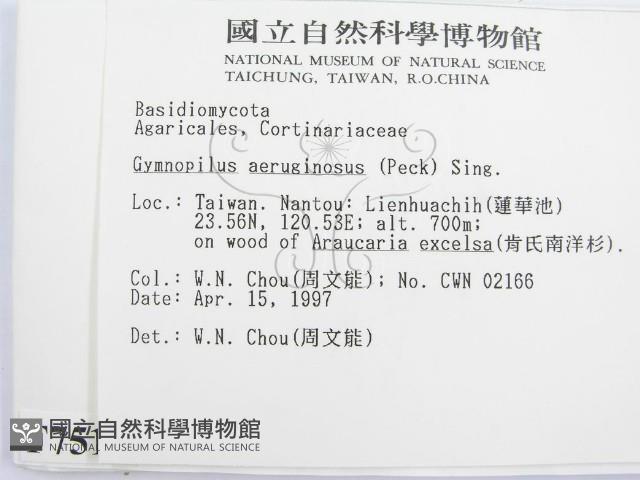 國立自然科學博物館
NATIONAL MUSEUM OF NATURAL SCIENCE
TAICHUNG, TAIWAN, R.O.CHINA
Basidiomycota
Agaricales, Cortinariaceae
Gymnopilus aeruginosus (Peck) Sing.
Loc.: Taiwan. Nantou: Lienhuachih(蓮華池)
23.56N, 120.53E; alt. 700m;
on wood of Araucaria excelsa(肯氏南洋杉).
Col.: W.N. Chou(周文能); No. CWN 02166
Date: Apr. 15, 1997
Det.: W.N. Chou(周文能)
國立自然科學博物館
NATIONAL MUSEUM OF NATURAL SCIENCE